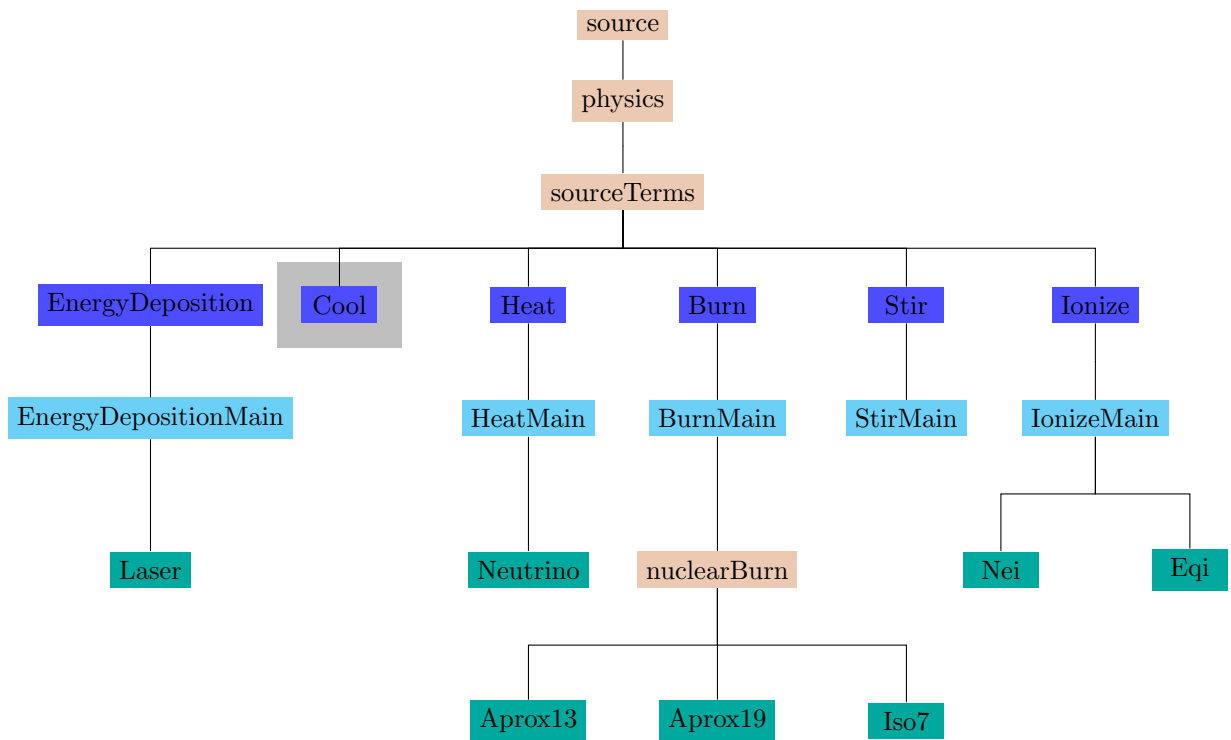 source
physics
sourceTerms
EnergyDeposition
Cool
Heat
Burn
Stir
Ionize
EnergyDepositionMain
HeatMain
BurnMain
StirMain
IonizeMain
Laser
Neutrino
nuclearBurn
Nei
Eqi
Aprox13
Aprox19
Iso7